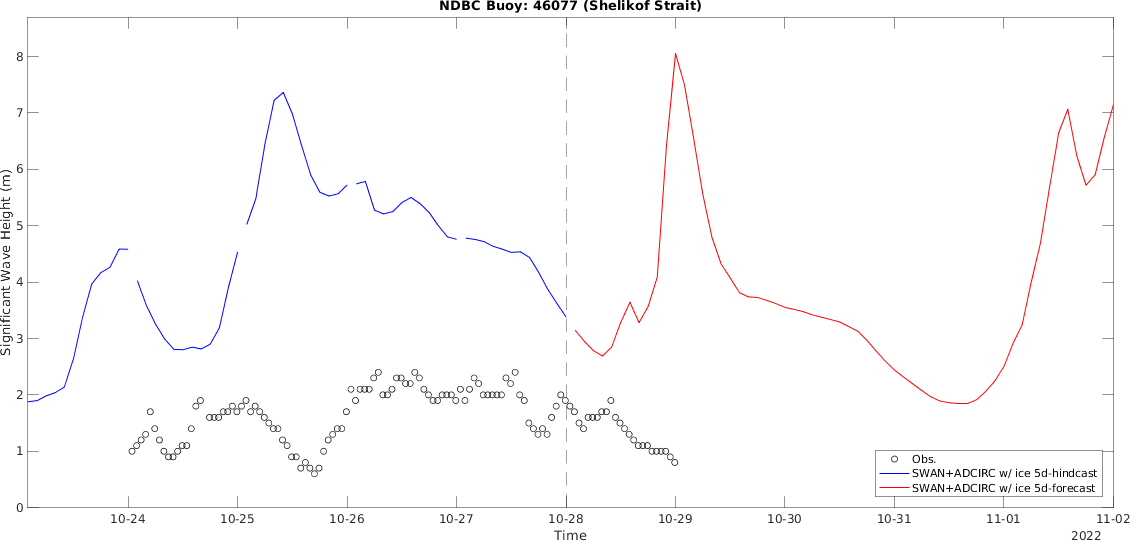 NDBC Buoy: 46077 (Shelikof Strait)
Significant Wave Height (m)
8
7
6
5
4
3
2
1
0
Obs.
SWAN+ADCIRC w/ ice 5d-hindcast
SWAN+ADCIRC w/ ice 5d-forecast
10-24 10-25 10-26 10-27 10-28 10-29 10-30 10-31 11-01 11-02
Time
2022